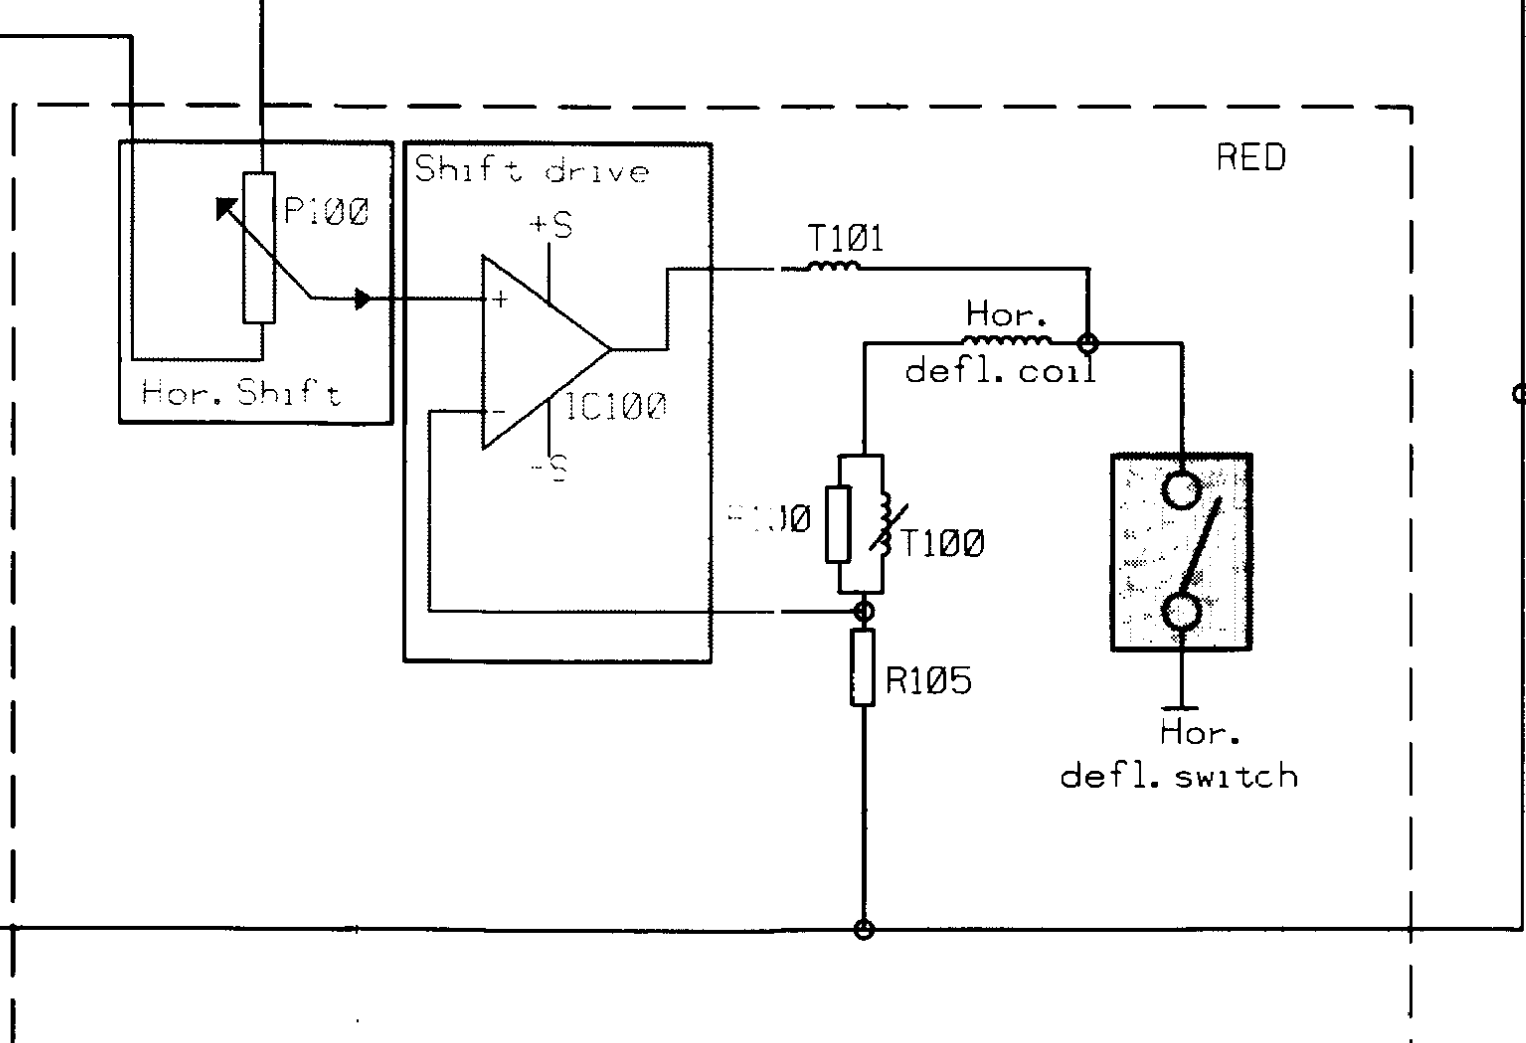 RED
Shift drive
P100
+S
T101
+
Hor.
defl. coil
Hor. Shift
IC100
-
-S
T100
R105
Hor.
defl. switch